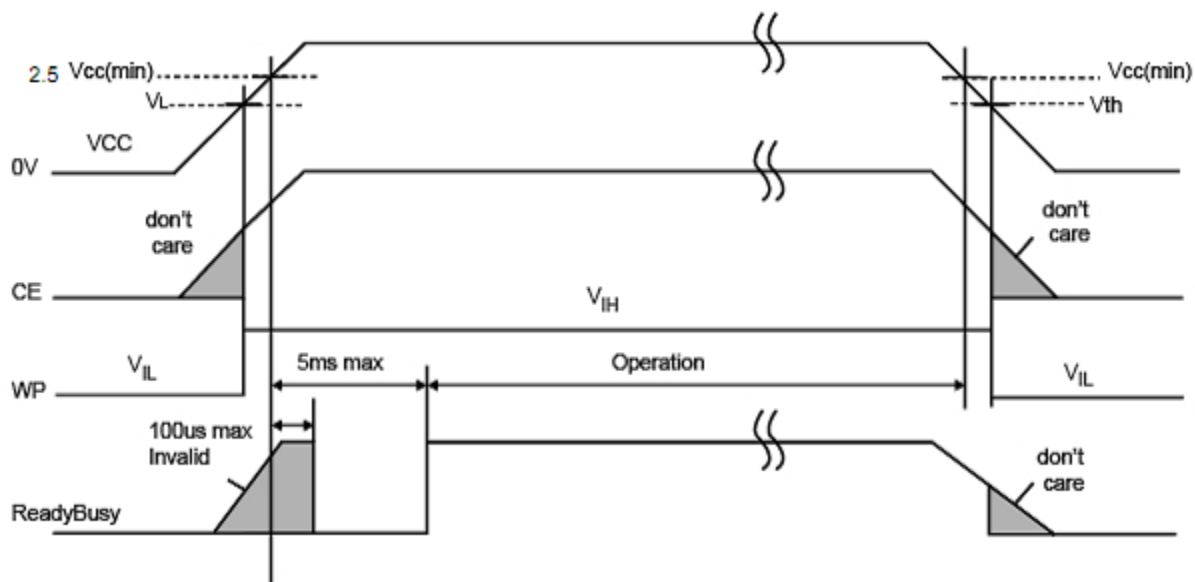 2.5 Vcc(min)
Vcc(min)
VL
Vth
VCC
0V
don't
care
don't
care
CE
VIH
5ms max
Operation
VIL
VIL
WP
100us max
Invalid
don't
care
ReadyBusy